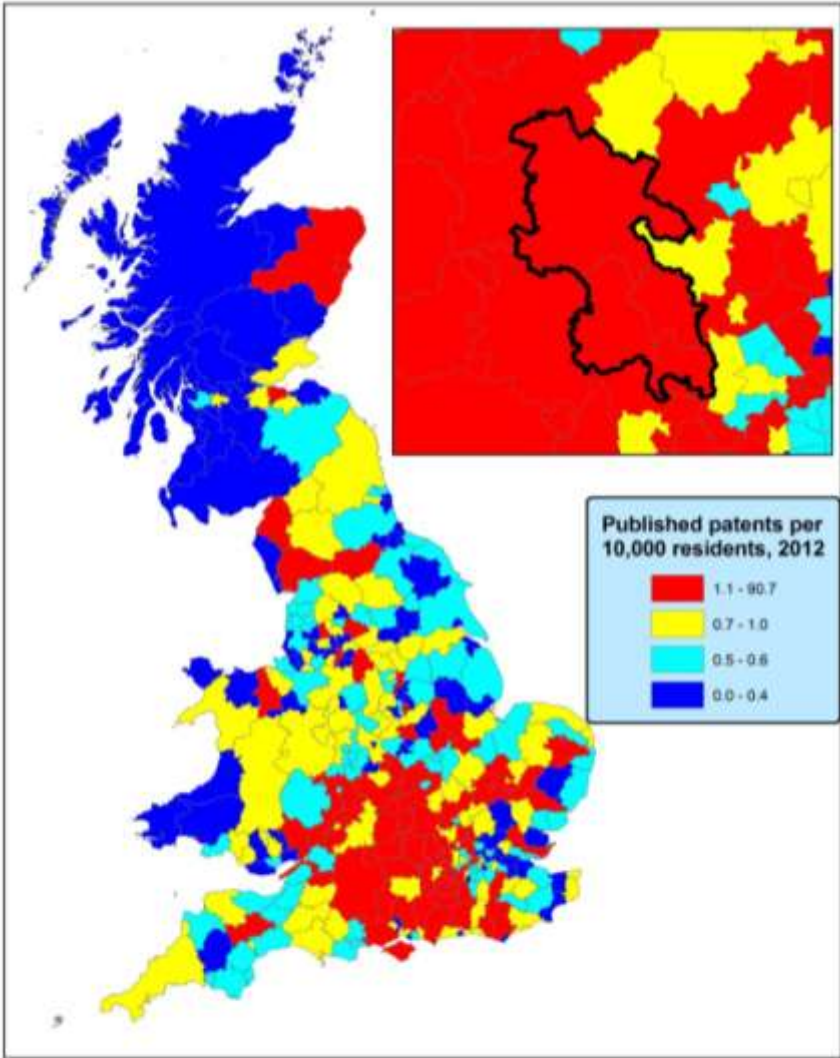 Published patents per
10,000 residents, 2012
1.1 - 90.7
0.7 - 1.0
0.5 - 0.6
0.0 - 0.4